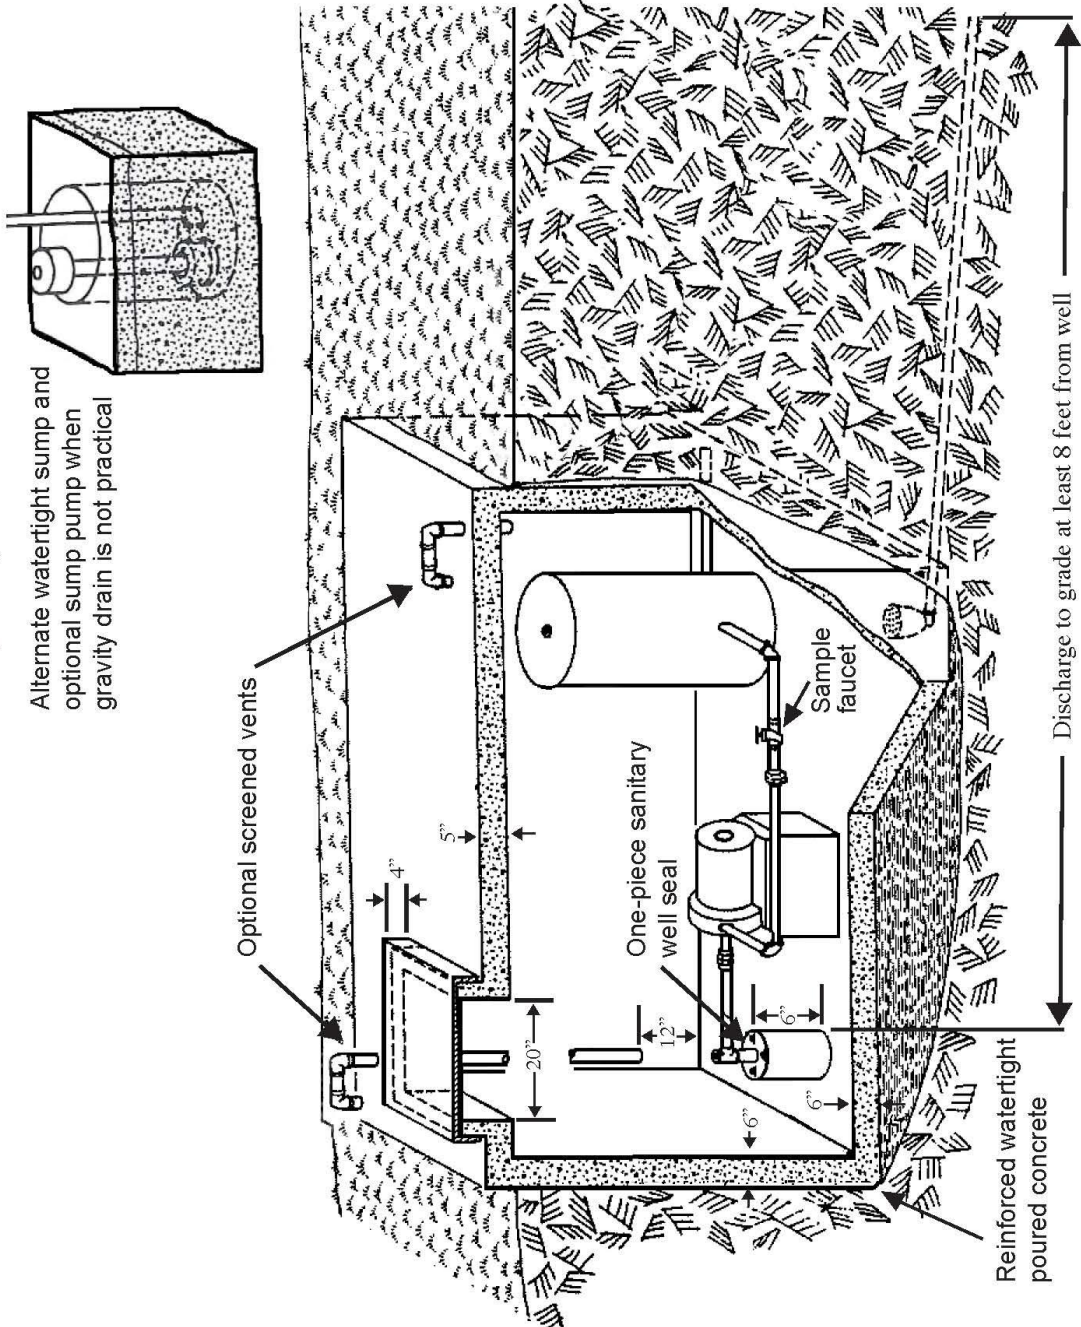 Alternate watertight sump and
optional sump pump when
gravity drain is not practical
Optional screened vents
4”
5”
20”
12”
One-piece sanitary
well seal
Sample
faucet
6”
6”
6”
Reinforced watertight
poured concrete
Discharge to grade at least 8 feet from well